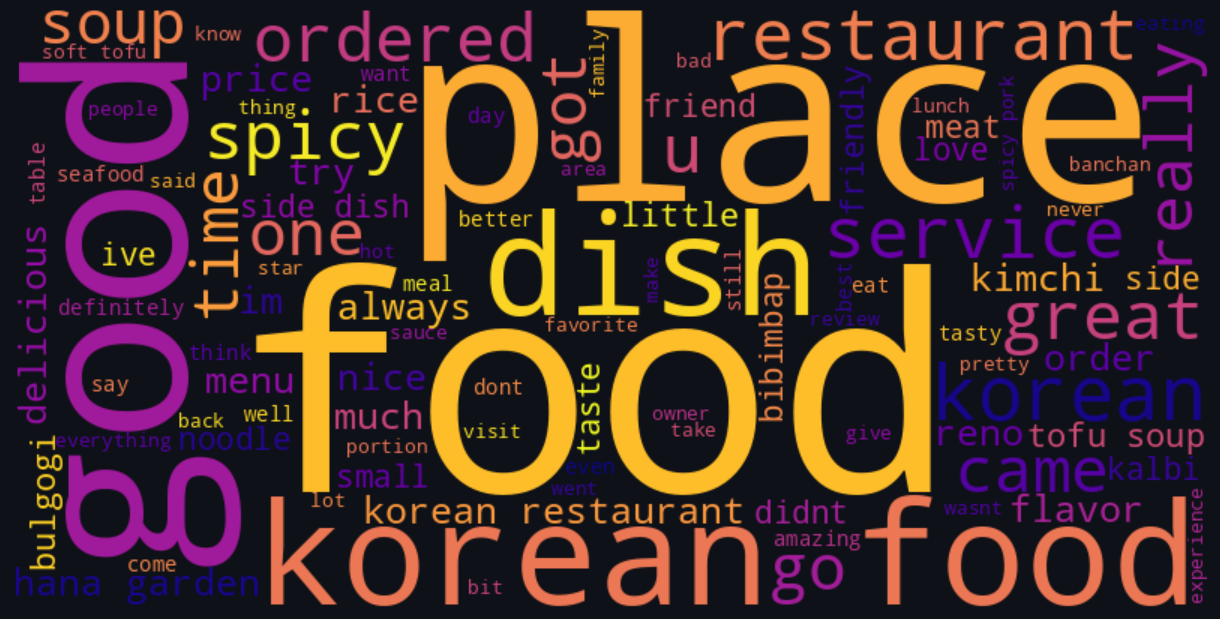 soup
know
ordered
place
restaurant
eating
soft tofu
good
price
want
got
family
bad
really
people
thing
rice
day
friend
friendly
lunch
spicy pork
spicy
u
meat
love
banchan
table
seafood
said
time
try
area
side dish
better
little
never
one
dish
service
ive
hot
star
make
still
bibimbap
best
eat
kimchi side
delicious
definitely
im
always
meal
favorite
review
great
food
sauce
tasty
think
pretty
order
say
menu
nice
dont
taste
korean
back
well
much
visit
owner
take
give
reno
tofu soup
everything
noodle
portion
bulgogi
small
even
went
came
kalbi
lot
korean restaurant
didnt
wasnt
flavor
experience
korean food
amazing
go
come
hana garden
bit